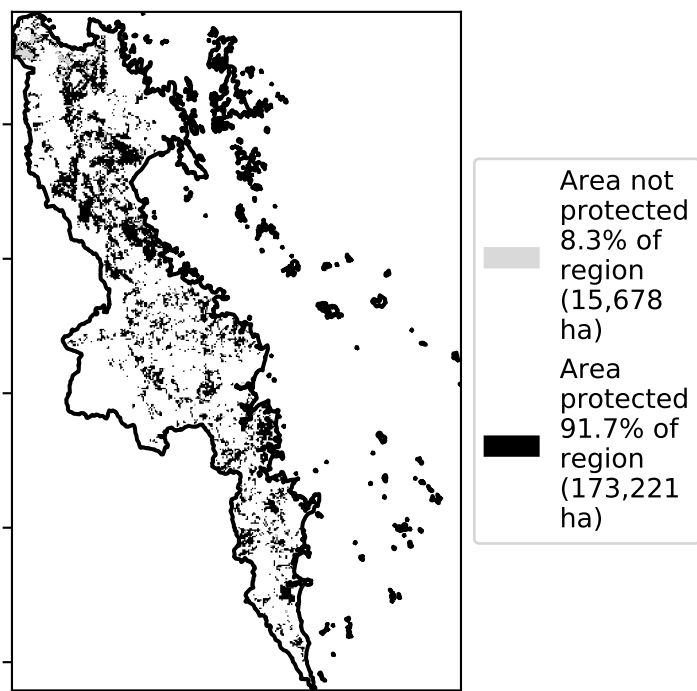 Area not
protected
8.3% of
region
(15,678
ha)
Area
protected
91.7% of
region
(173,221
ha)